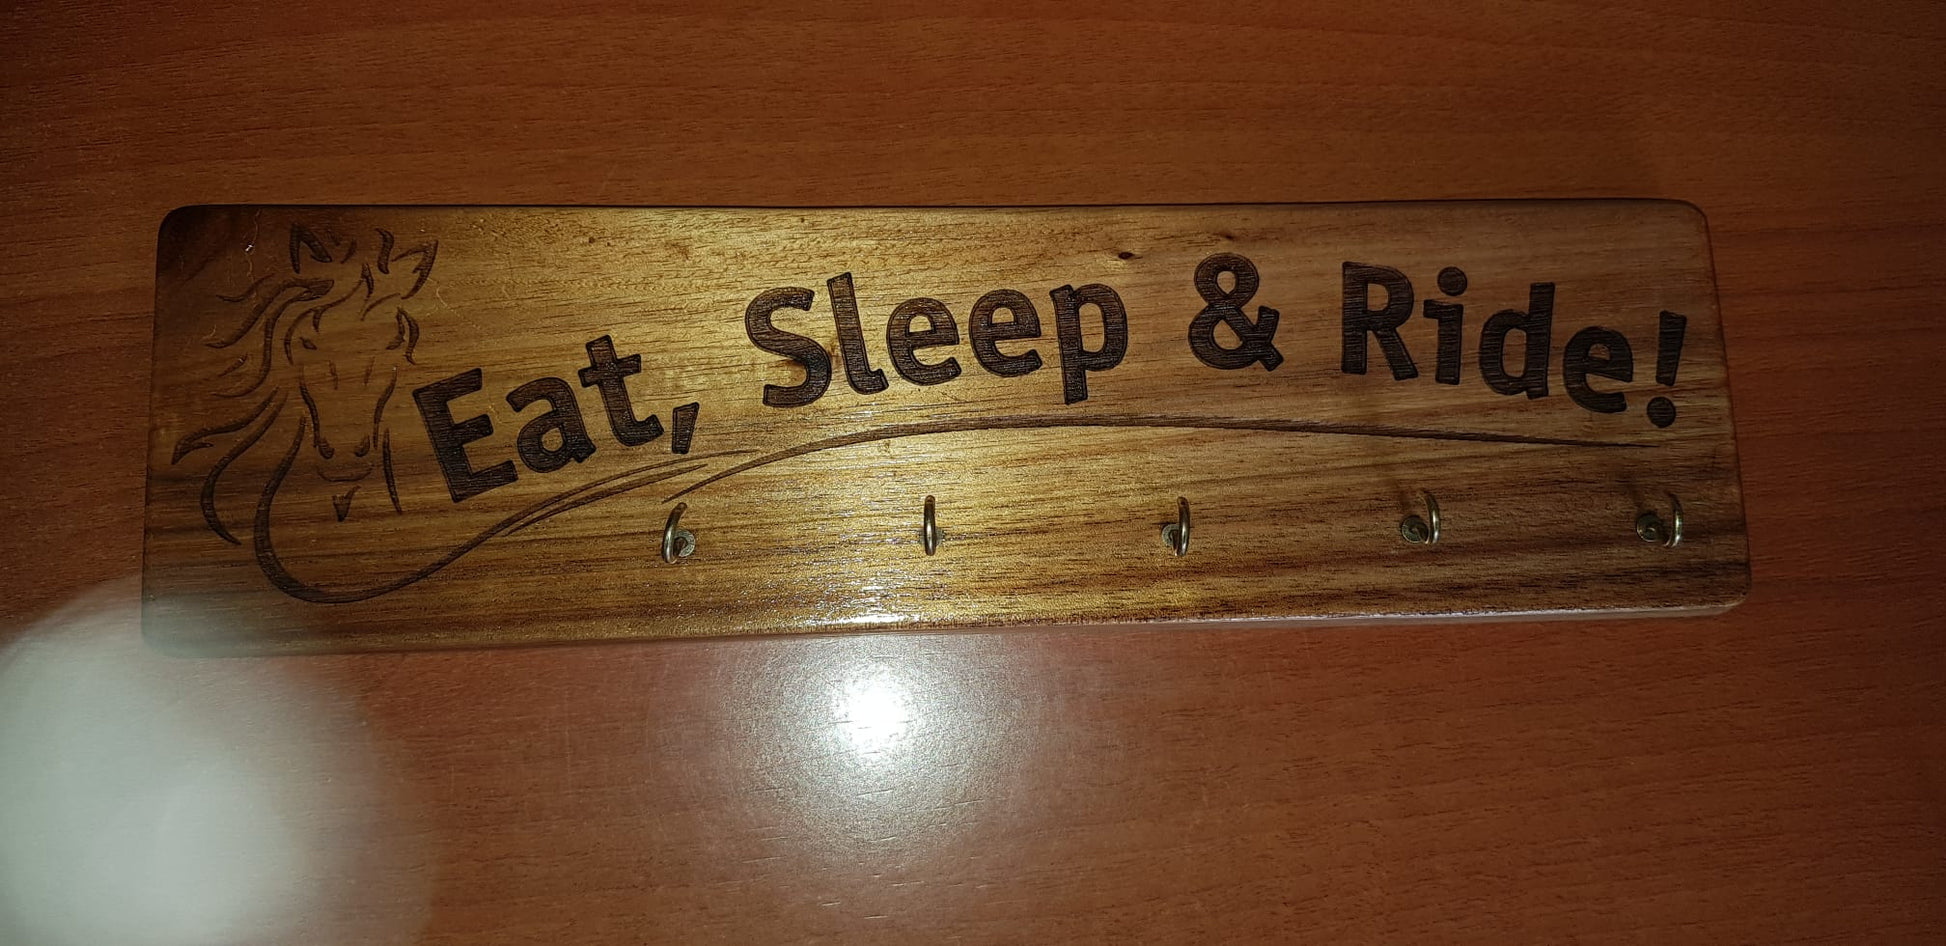 Eat, Sleep & Ride!